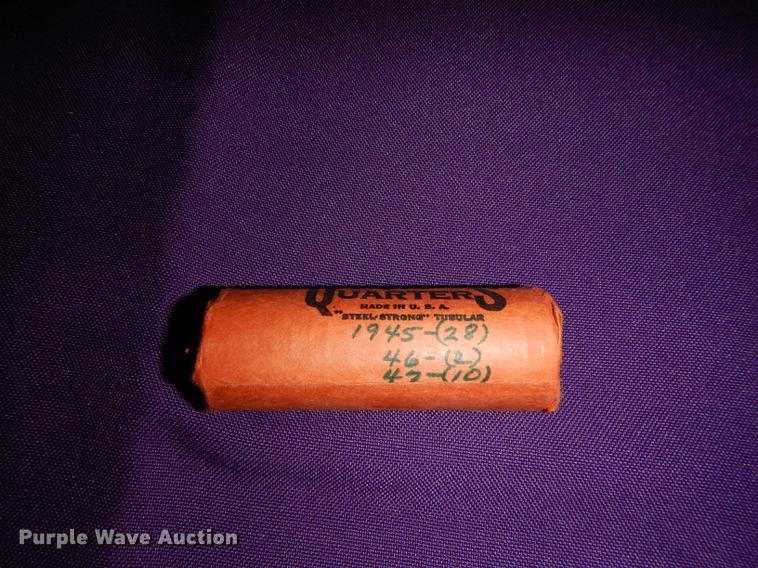 QUARTERS
MADE IN U. S. A.
"STEEL-STRONG" TUBULAR
1945-(28)
46-(2)
47-(10)
Purple Wave Auction